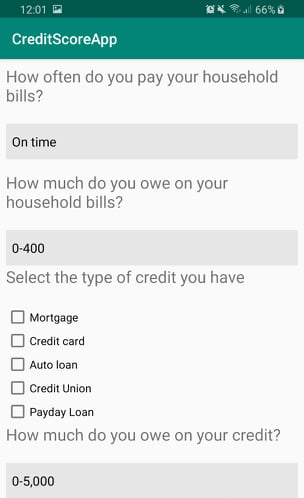 12:01 66%
CreditScoreApp
How often do you pay your household
bills?
On time
How much do you owe on your
household bills?
0-400
Select the type of credit you have
Mortgage
Credit card
Auto loan
Credit Union
Payday Loan
How much do you owe on your credit?
0-5,000